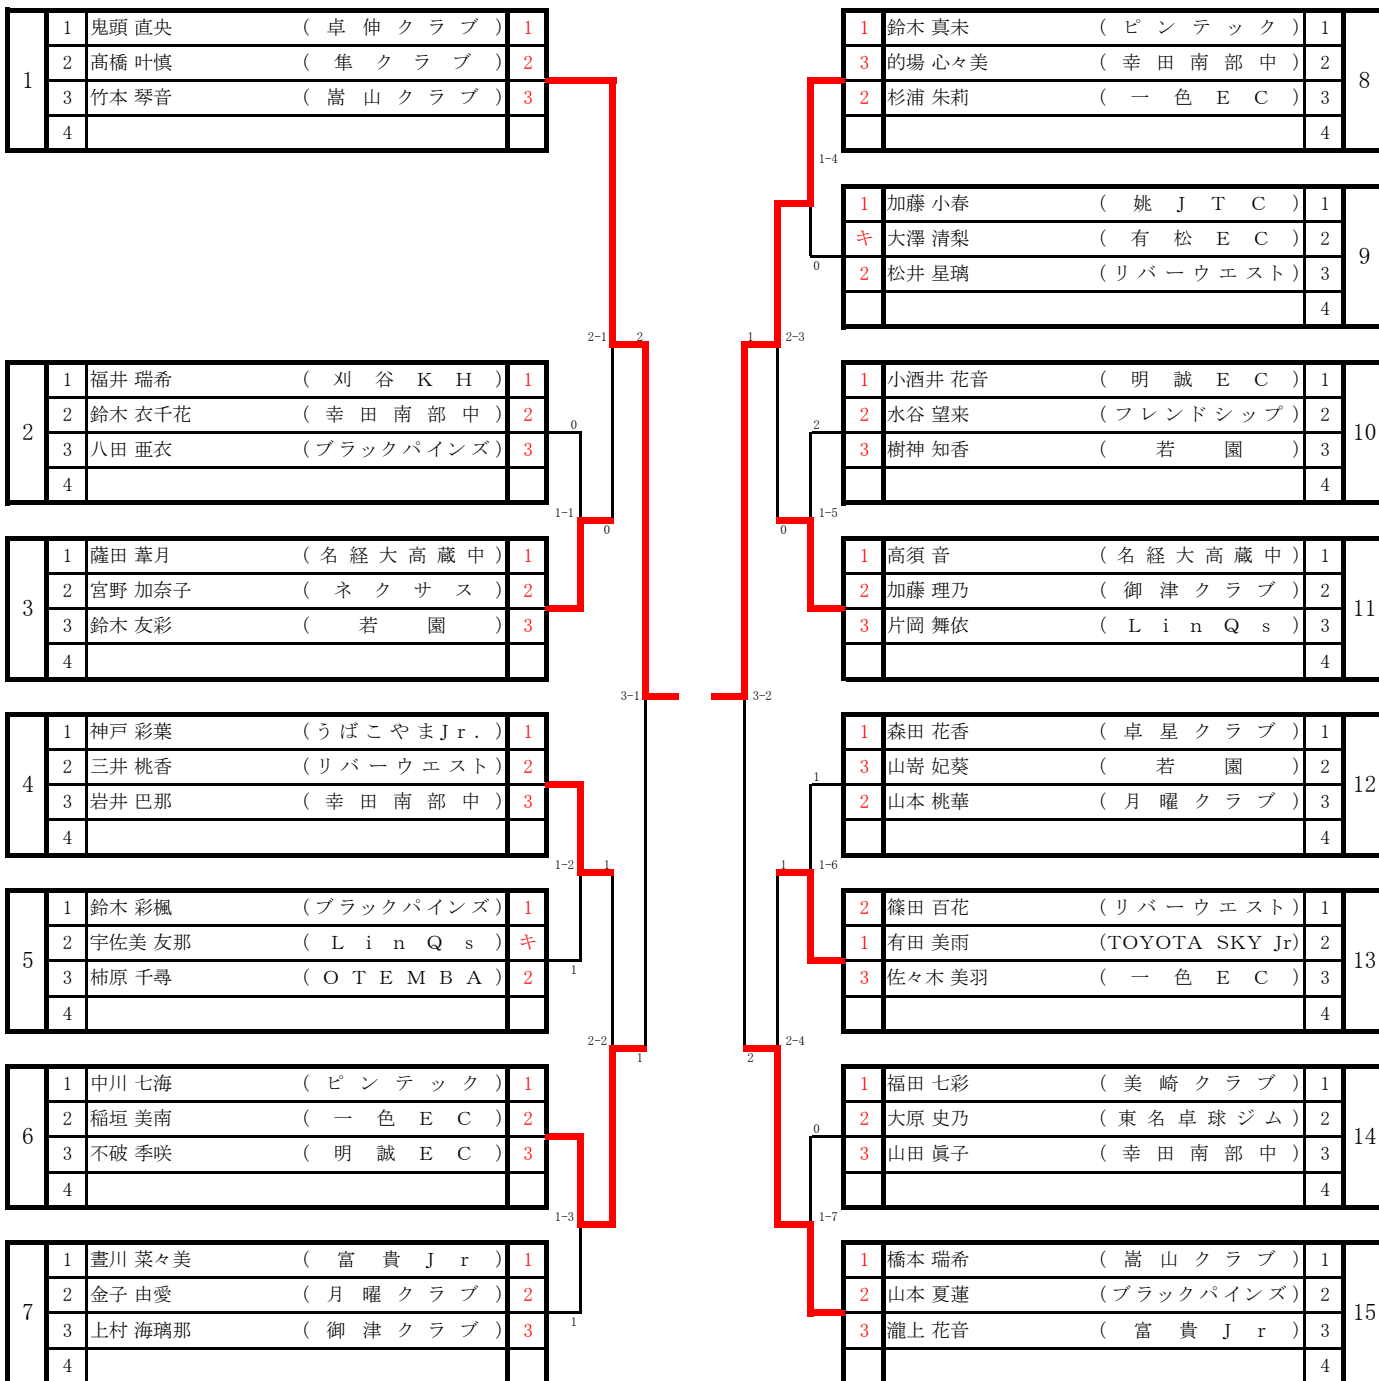 1
1 鬼頭 直央 (卓伸クラブ) 1
2 髙橋 叶慎 (隼クラブ) 2
3 竹本 琴音 (嵩山クラブ) 3
4
2
1 福井 瑞希 (刈谷KH) 1
2 鈴木 衣千花 (幸田南部中) 2
3 八田 亜衣 (ブラックパインズ) 3
4
3
1 薩田 葦月 (名経大高蔵中) 1
2 宮野 加奈子 (ネクサス) 2
3 鈴木 友彩 (若園) 3
4
4
1 神戸 彩葉 (うばこやまJr.) 1
2 三井 桃香 (リバーウエスト) 2
3 岩井 巴那 (幸田南部中) 3
4
5
1 鈴木 彩楓 (ブラックパインズ) 1
2 宇佐美 友那 (LinQs) キ
3 柿原 千尋 (OTEMBA) 2
4
6
1 中川 七海 (ピンテック) 1
2 稲垣 美南 (一色EC) 2
3 不破 季咲 (明誠EC) 3
4
7
1 晝川 菜々美 (富貴Jr) 1
2 金子 由愛 (月曜クラブ) 2
3 上村 海璃那 (御津クラブ) 3
4
2-1 2
0
1-1
0
3-1
1-2 1
1
2-2
1
1-3
1
1-4
0
1 2-3
2
0 1-5
3-2
1
1 1-6
2 2-4
0
1-7
1 鈴木 真未 (ピンテック) 1
3 的場 心々美 (幸田南部中) 2
2 杉浦 朱莉 (一色EC) 3
4
8
1 加藤 小春 (姚JTC) 1
キ 大澤 清梨 (有松EC) 2
2 松井 星璃 (リバーウエスト) 3
4
9
1 小酒井 花音 (明誠EC) 1
2 水谷 望来 (フレンドシップ) 2
3 樹神 知香 (若園) 3
4
10
1 高須 音 (名経大高蔵中) 1
2 加藤 理乃 (御津クラブ) 2
3 片岡 舞依 (LinQs) 3
4
11
1 森田 花香 (卓星クラブ) 1
3 山嵜 妃葵 (若園) 2
2 山本 桃華 (月曜クラブ) 3
4
12
2 篠田 百花 (リバーウエスト) 1
1 有田 美雨 (TOYOTA SKY Jr) 2
3 佐々木 美羽 (一色EC) 3
4
13
1 福田 七彩 (美崎クラブ) 1
2 大原 史乃 (東名卓球ジム) 2
3 山田 眞子 (幸田南部中) 3
4
14
1 橋本 瑞希 (嵩山クラブ) 1
2 山本 夏蓮 (ブラックパインズ) 2
3 瀧上 花音 (富貴Jr) 3
4
15